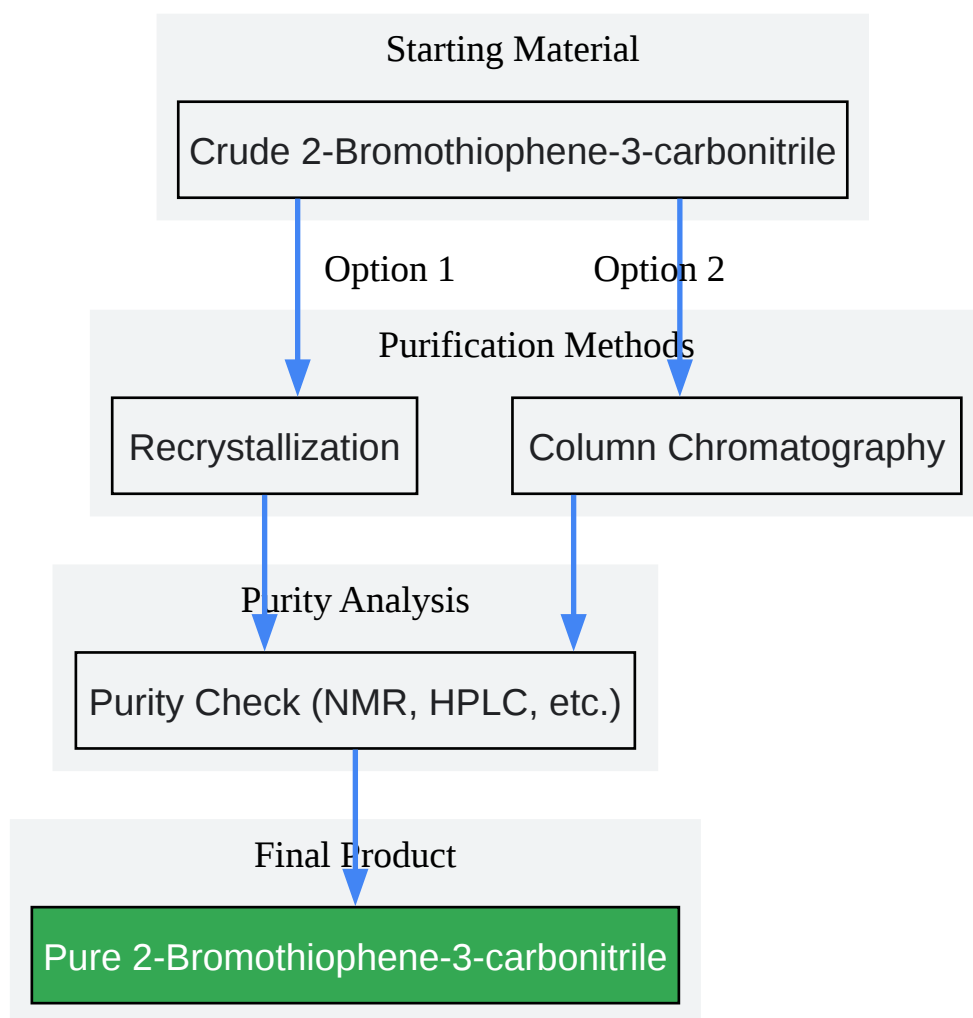 Starting Material
Crude 2-Bromothiophene-3-carbonitrile
Option 1
Option 2
Purification Methods
Recrystallization
Column Chromatography
Purity Analysis
Purity Check (NMR, HPLC, etc.)
Final Product
Pure 2-Bromothiophene-3-carbonitrile